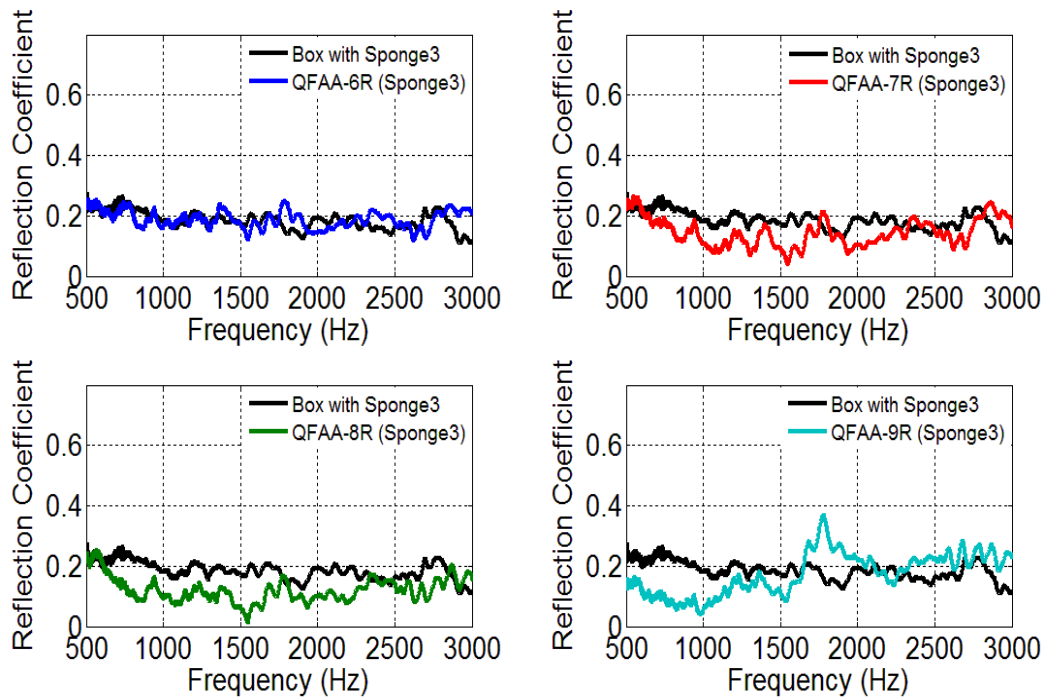 Reflection Coefficient
Box with Sponge3
QFAA-6R (Sponge3)
0.6
0.4
0.2
0
500 1000 1500 2000 2500 3000
Frequency (Hz)
Reflection Coefficient
Box with Sponge3
QFAA-7R (Sponge3)
0.6
0.4
0.2
0
500 1000 1500 2000 2500 3000
Frequency (Hz)
Reflection Coefficient
Box with Sponge3
QFAA-8R (Sponge3)
0.6
0.4
0.2
0
500 1000 1500 2000 2500 3000
Frequency (Hz)
Reflection Coefficient
Box with Sponge3
QFAA-9R (Sponge3)
0.6
0.4
0.2
0
500 1000 1500 2000 2500 3000
Frequency (Hz)